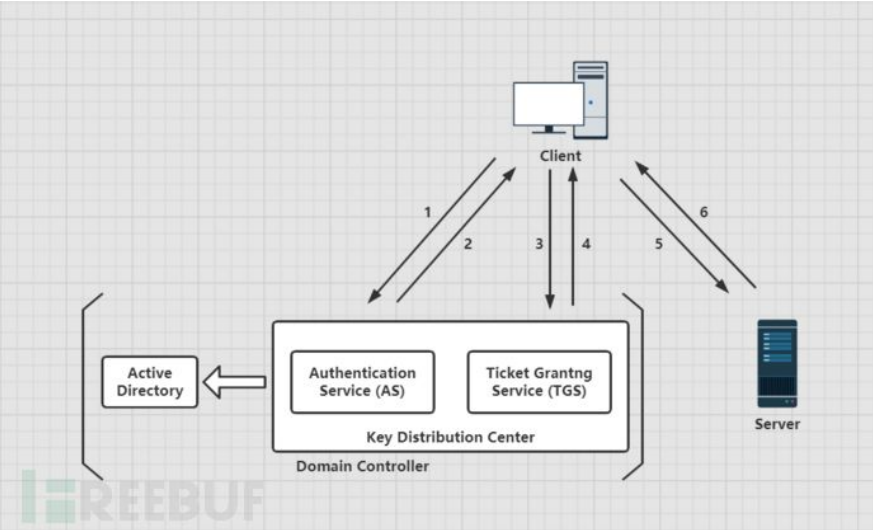 Client
1
2
3
4
5
6
Active
Directory
Authentication
Service (AS)
Ticket Grantng
Service (TGS)
Key Distribution Center
Domain Controller
Server
FREEBUF